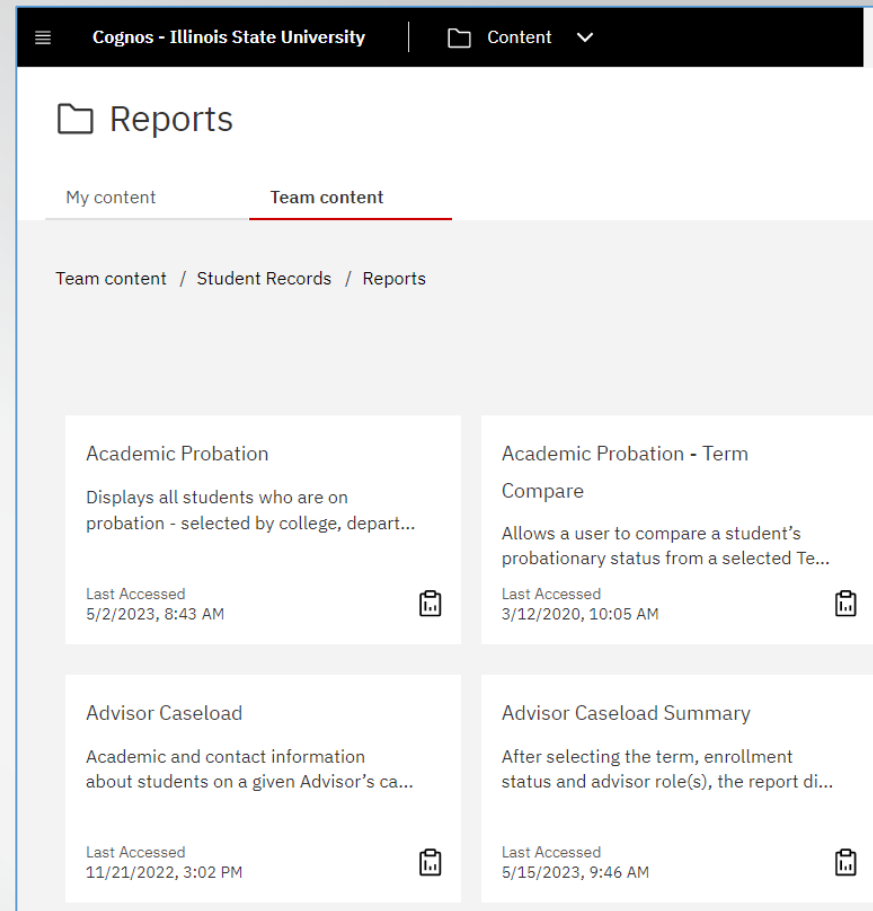 Cognos - Illinois State University
Content
Reports
My content
Team content
Team content / Student Records / Reports
Academic Probation
Displays all students who are on
probation - selected by college, depart...
Last Accessed
5/2/2023, 8:43 AM
Academic Probation - Term
Compare
Allows a user to compare a student’s
probationary status from a selected Te...
Last Accessed
3/12/2020, 10:05 AM
Advisor Caseload
Academic and contact information
about students on a given Advisor’s ca...
Last Accessed
11/21/2022, 3:02 PM
Advisor Caseload Summary
After selecting the term, enrollment
status and advisor role(s), the report di...
Last Accessed
5/15/2023, 9:46 AM